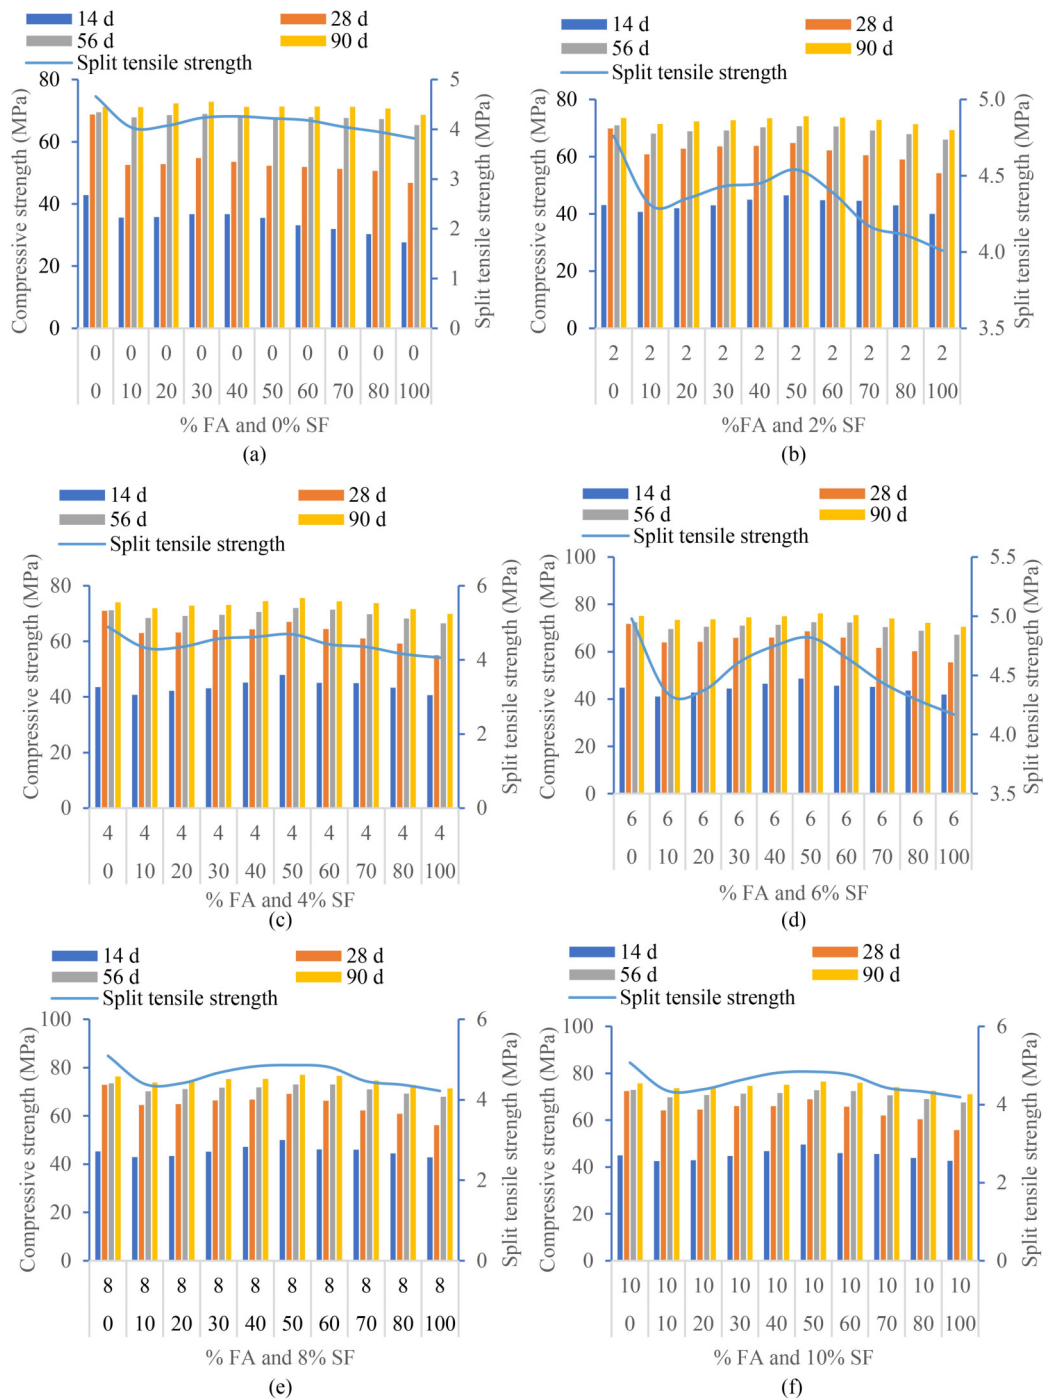 14 d 28 d
56 d 90 d
Split tensile strength
Compressive strength (MPa)
80
60
40
20
0
5
4
3
2
1
0
Split tensile strength (MPa)
0 0 0 0 0 0 0 0 0 0
0 10 20 30 40 50 60 70 80 100
% FA and 0% SF
(a)
14 d 28 d
56 d 90 d
Split tensile strength
Compressive strength (MPa)
80
60
40
20
0
5.0
4.5
4.0
3.5
Split tensile strength (MPa)
2 2 2 2 2 2 2 2 2 2
0 10 20 30 40 50 60 70 80 100
%FA and 2% SF
(b)
14 d 28 d
56 d 90 d
Split tensile strength
Compressive strength (MPa)
80
60
40
20
0
6
4
2
0
Split tensile strength (MPa)
4 4 4 4 4 4 4 4 4 4
0 10 20 30 40 50 60 70 80 100
% FA and 4% SF
(c)
14 d 28 d
56 d 90 d
Split tensile strength
Compressive strength (MPa)
100
80
60
40
20
0
5.5
5.0
4.5
4.0
3.5
Split tensile strength (MPa)
6 6 6 6 6 6 6 6 6 6
0 10 20 30 40 50 60 70 80 100
% FA and 6% SF
(d)
14 d 28 d
56 d 90 d
Split tensile strength
Compressive strength (MPa)
100
80
60
40
20
0
6
4
2
0
Split tensile strength (MPa)
8 8 8 8 8 8 8 8 8 8
0 10 20 30 40 50 60 70 80 100
% FA and 8% SF
(e)
14 d 28 d
56 d 90 d
Split tensile strength
Compressive strength (MPa)
100
80
60
40
20
0
6
4
2
0
Split tensile strength (MPa)
10 10 10 10 10 10 10 10 10 10
0 10 20 30 40 50 60 70 80 100
% FA and 10% SF
(f)